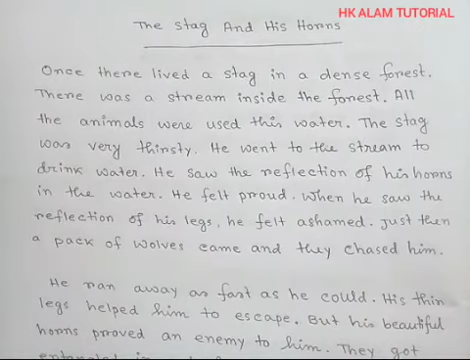 HK ALAM TUTORIAL
The Stag And His Horns
Once there lived a stag in a dense forest.
There was a stream inside the forest. All
the animals were used this water. The stag
was very thirsty. He went to the stream to
drink water. He saw the reflection of his horns
in the water. He felt proud. When he saw the
reflection of his legs, he felt ashamed. Just then
a pack of wolves came and they chased him.
He ran away as fast as he could. His thin
legs helped him to escape. But his beautiful
horns proved an enemy to him. They got
entangled in